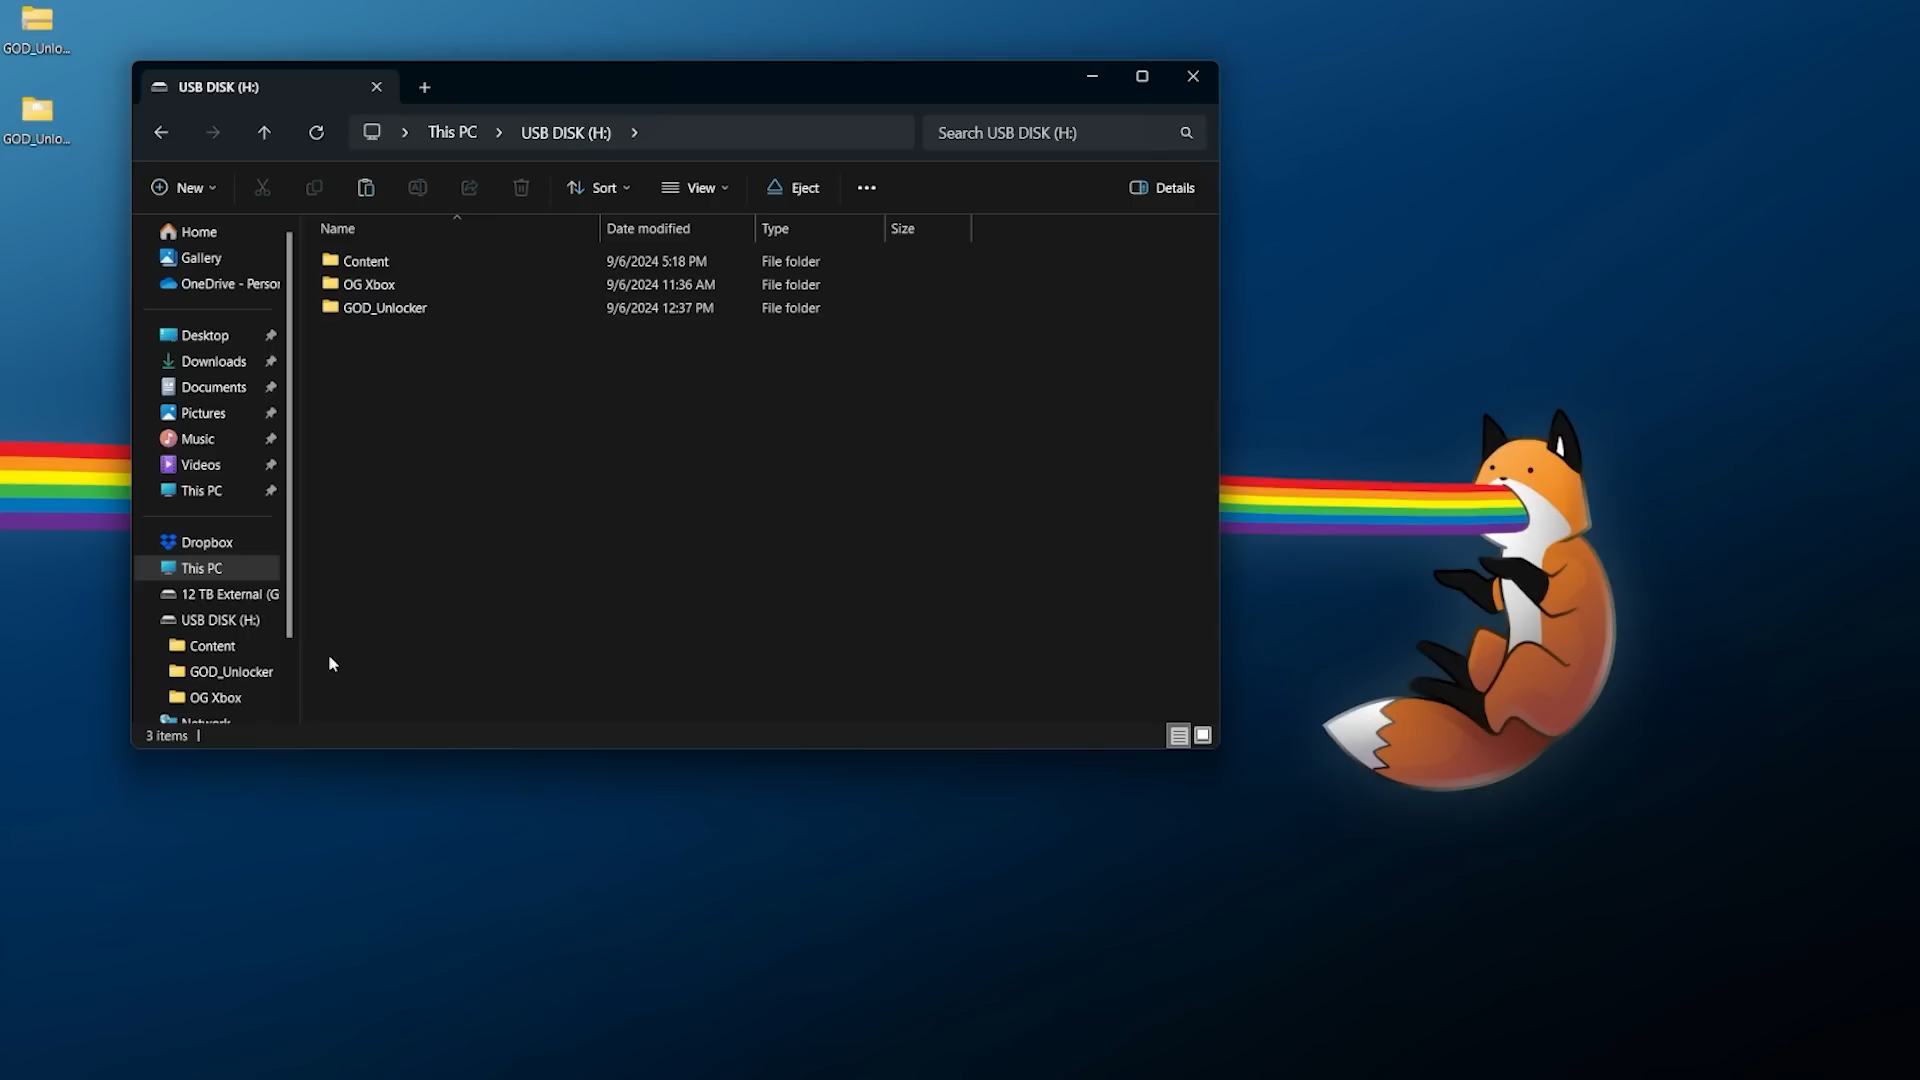 GOD_Unlo...
GOD_Unlo...
USB DISK (H:)
This PC
USB DISK (H:)
Search USB DISK (H:)
New
Sort
View
Eject
Details
Name
Date modified
Type
Size
Content
9/6/2024 5:18 PM
File folder
OG Xbox
9/6/2024 11:36 AM
File folder
GOD_Unlocker
9/6/2024 12:37 PM
File folder
Home
Gallery
OneDrive - Person
Desktop
Downloads
Documents
Pictures
Music
Videos
This PC
Dropbox
This PC
12 TB External (G
USB DISK (H:)
Content
GOD_Unlocker
OG Xbox
Network
3 items